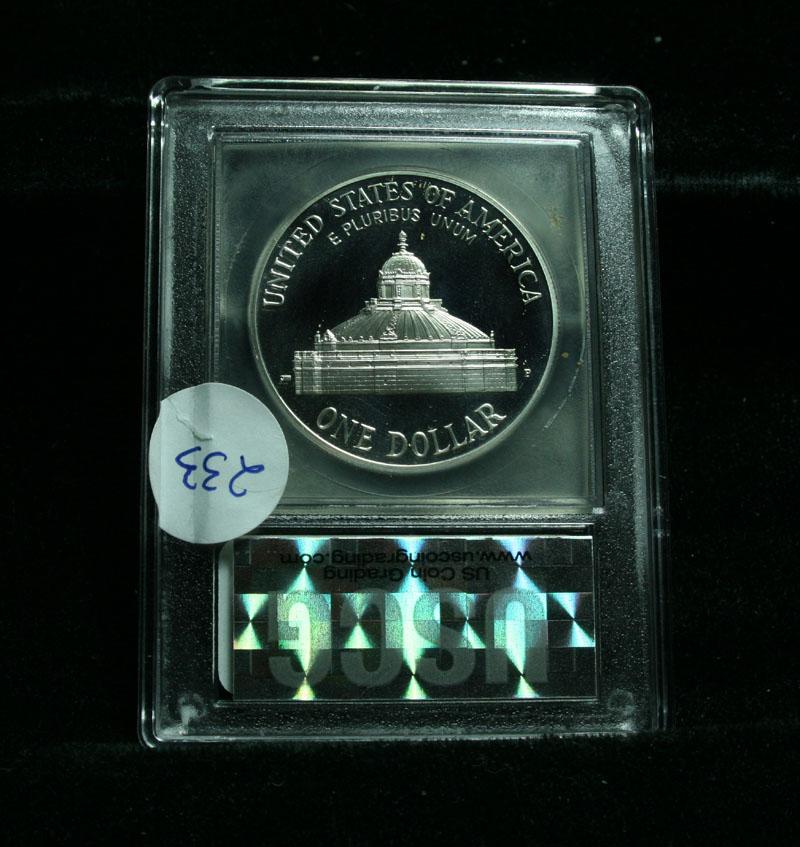 UNITED STATES OF AMERICA
E PLURIBUS UNUM
P
ONE DOLLAR
233
www.uscoingrading.com
US Coin Grading
USCG